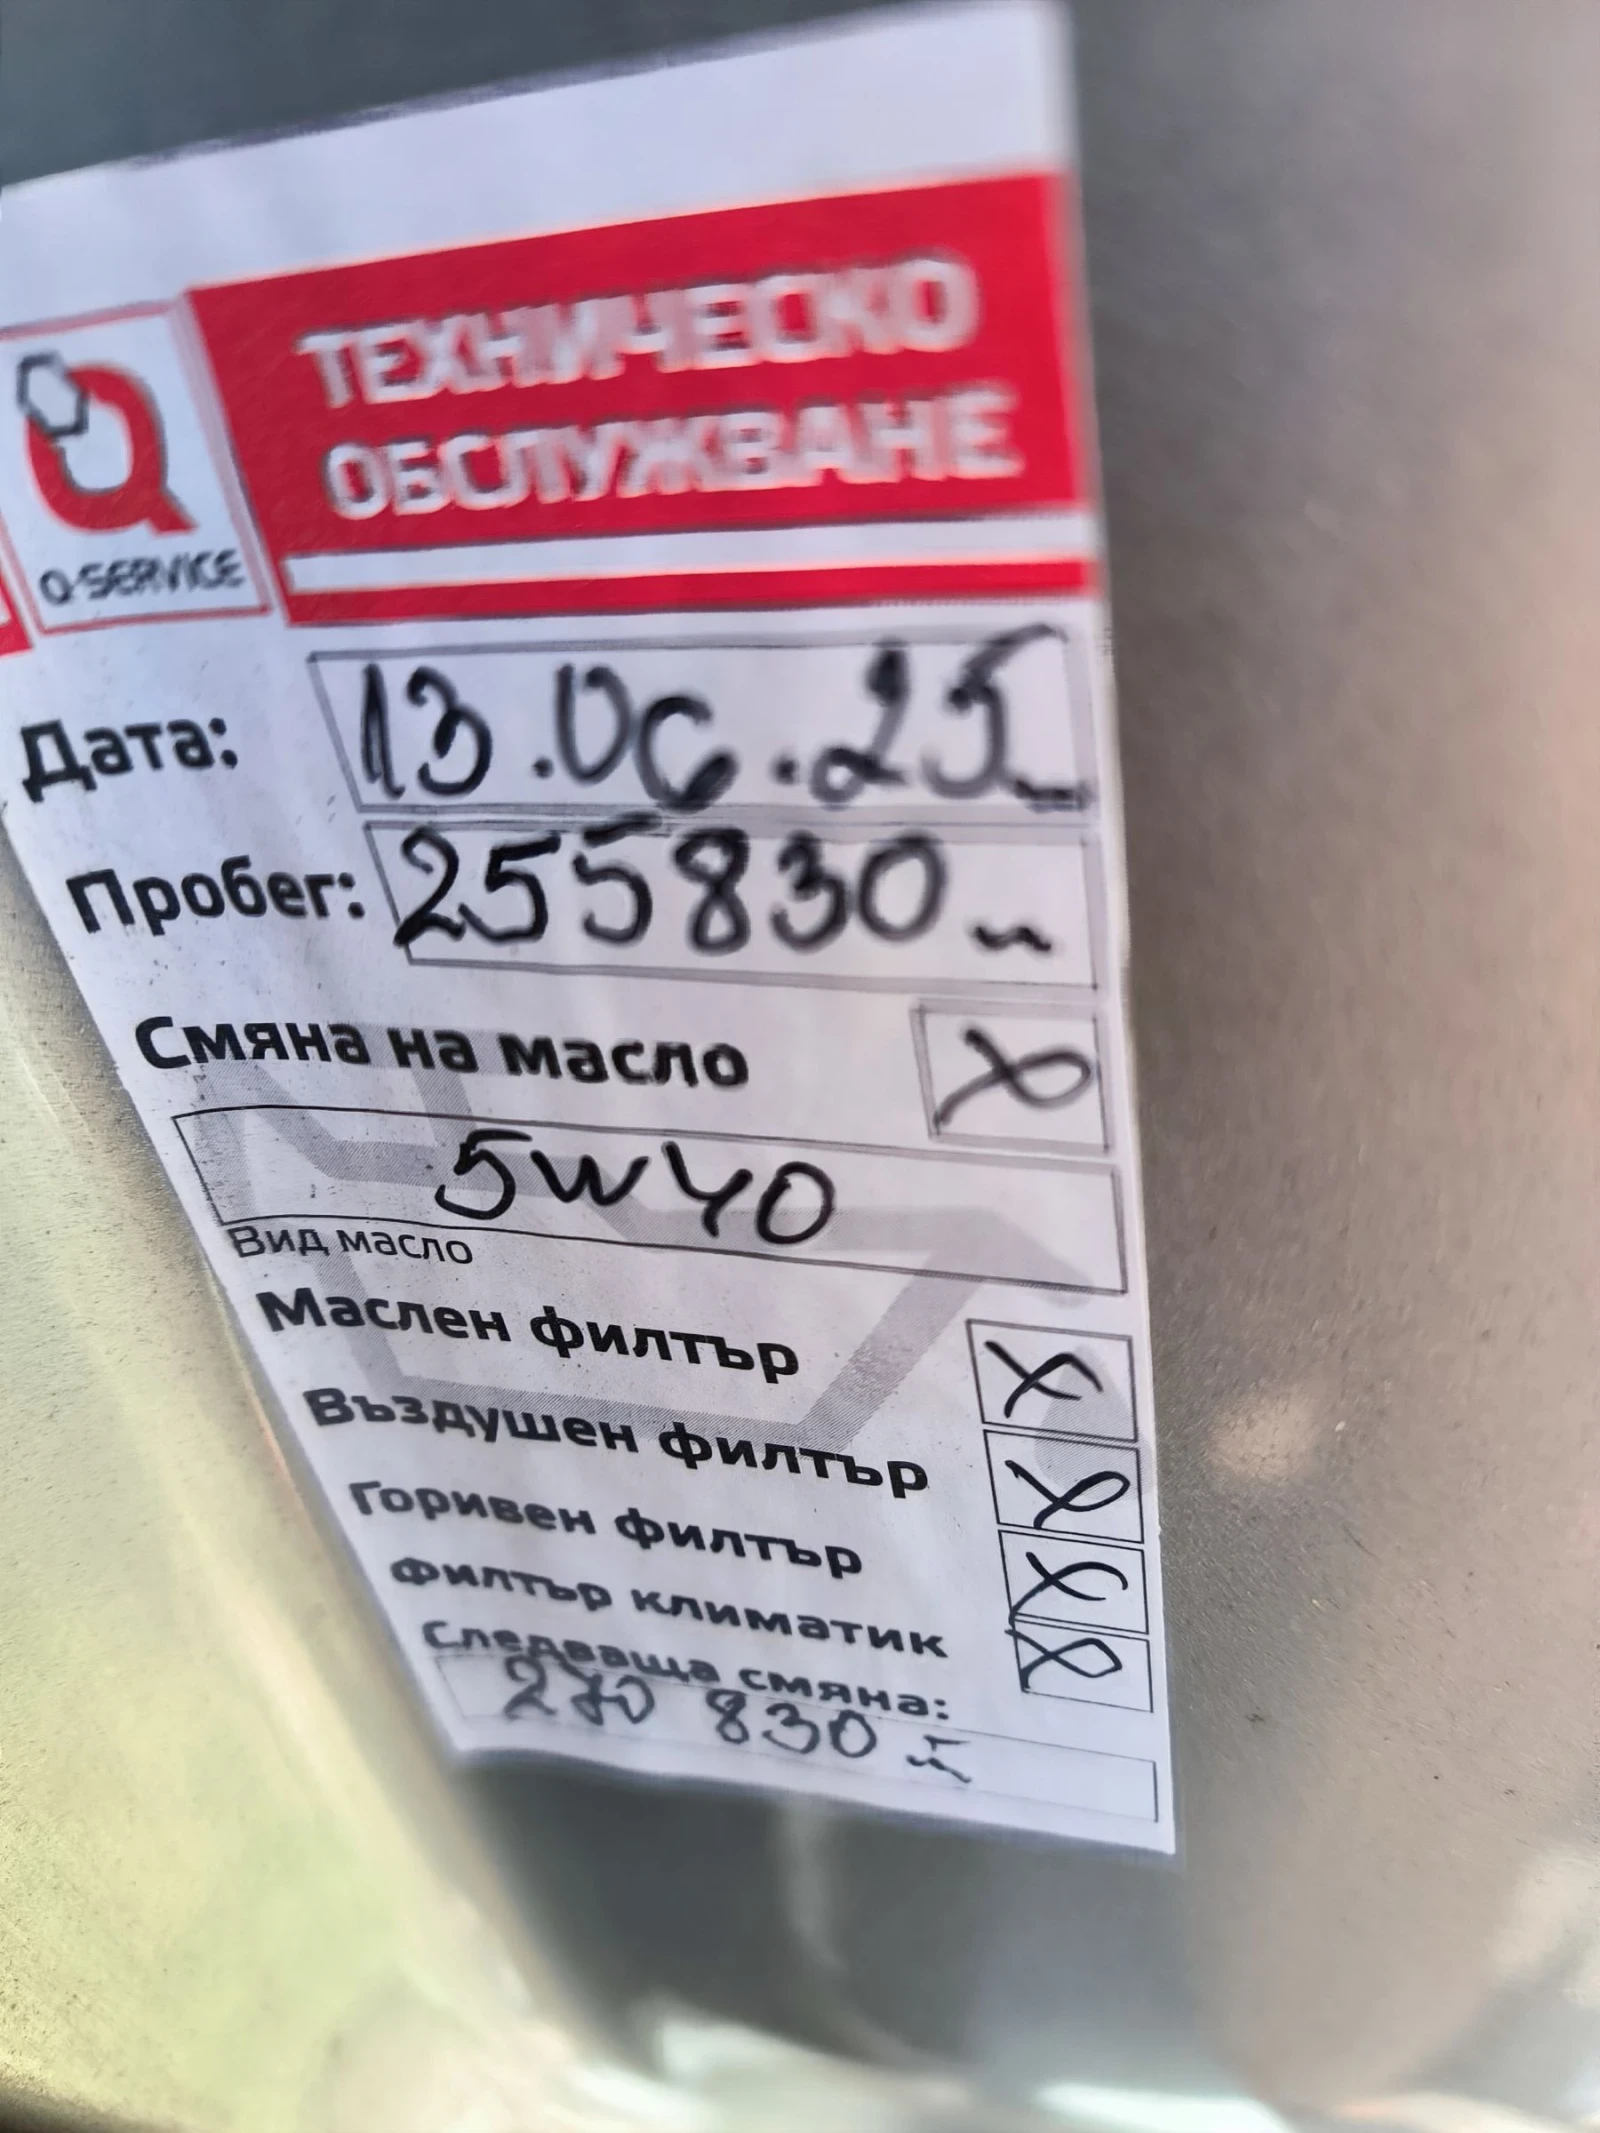 ТЕХНИЧЕСКО
ОБСЛУЖВАНЕ
Q-SERVICE
Дата: 13.06.25
Пробег: 255830
Смяна на масло X
5w40
Вид масло
Маслен филтър X
Въздушен филтър X
Горивен филтър X
Филтър климатик X
Следваща смяна:
270 830